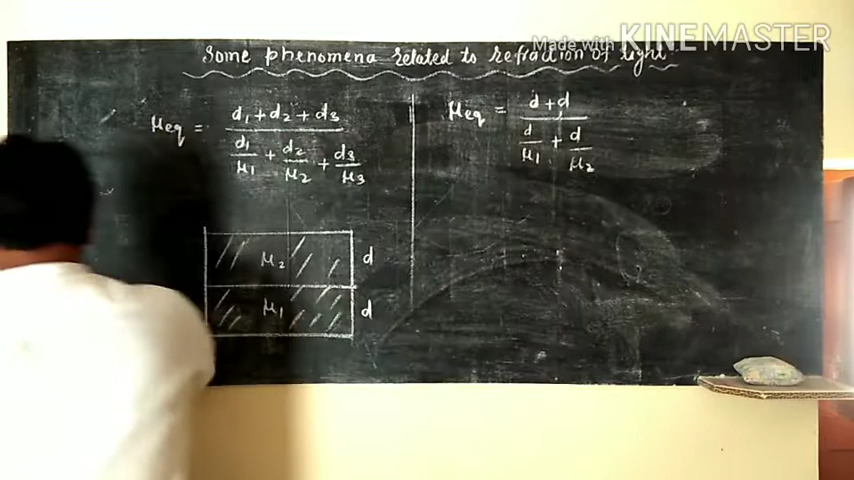 Some phenomena related to refraction of light
Made with KINEMASTER
μeq = (d₁ + d₂ + d₃) / (d₁/μ₁ + d₂/μ₂ + d₃/μ₃)
μeq = (d + d) / (d/μ₁ + d/μ₂)
μ₂ d
μ₁ d